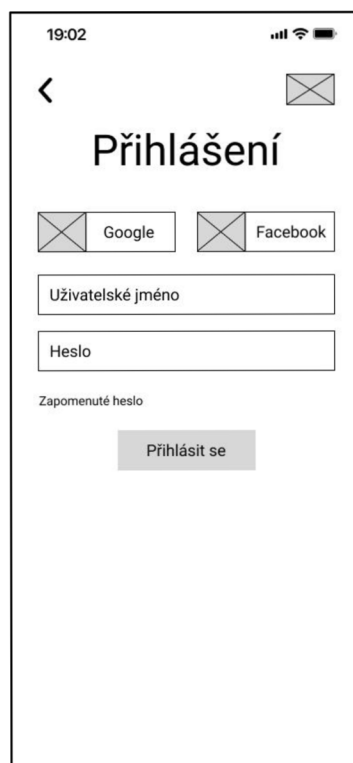 19:02
Přihlášení
Google
Facebook
Uživatelské jméno
Heslo
Zapomenuté heslo
Přihlásit se